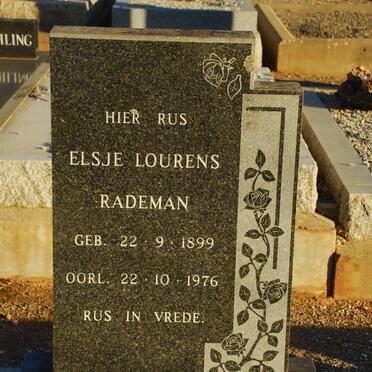 HIER RUS
ELSJE LOURENS
RADEMAN
GEB. 22 · 9 · 1899
OORL. 22 · 10 · 1976
RUS IN VREDE.